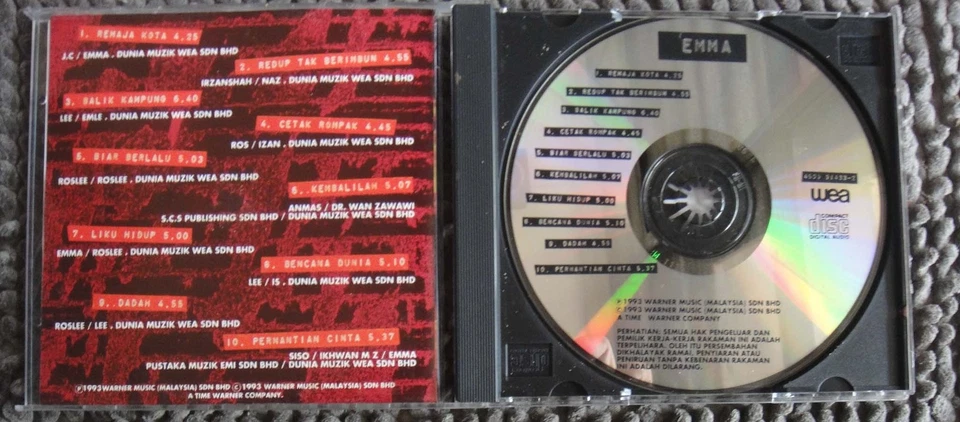 1. REMAJA KOTA 4.25
J.C / EMMA . DUNIA MUZIK WEA SDN BHD
2. REDUP TAK BERIMBUN 4.55
IRZANSHAH / NAZ . DUNIA MUZIK WEA SDN BHD
3. BALIK KAMPUNG 6.40
LEE / EMLE . DUNIA MUZIK WEA SDN BHD
4. CETAK ROMPAK 4.45
ROS / IZAN . DUNIA MUZIK WEA SDN BHD
5. BIAR BERLALU 5.03
ROSLEE / ROSLEE . DUNIA MUZIK WEA SDN BHD
6. KEMBALILAH 5.07
ANMAS / DR. WAN ZAWAWI
S.C.S PUBLISHING SDN BHD / DUNIA MUZIK WEA SDN BHD
7. LIKU HIDUP 5.00
EMMA / ROSLEE . DUNIA MUZIK WEA SDN BHD
8. BENCANA DUNIA 5.10
LEE / IS . DUNIA MUZIK WEA SDN BHD
9. DADAH 4.55
ROSLEE / LEE . DUNIA MUZIK WEA SDN BHD
10. PERHANTIAN CINTA 5.37
SISO / IKHWAN M Z / EMMA
PUSTAKA MUZIK EMI SDN BHD / DUNIA MUZIK WEA SDN BHD
℗1993 WARNER MUSIC (MALAYSIA) SDN BHD ©1993 WARNER MUSIC (MALAYSIA) SDN BHD
A TIME WARNER COMPANY.
EMMA
1. REMAJA KOTA 4.25
2. REDUP TAK BERIMBUN 4.55
3. BALIK KAMPUNG 6.40
4. CETAK ROMPAK 4.45
5. BIAR BERLALU 5.03
6. KEMBALILAH 5.07
7. LIKU HIDUP 5.00
8. BENCANA DUNIA 5.10
9. DADAH 4.55
10. PERHANTIAN CINTA 5.37
wea
COMPACT
disc
DIGITAL AUDIO
℗1993 WARNER MUSIC (MALAYSIA) SDN BHD
©1993 WARNER MUSIC (MALAYSIA) SDN BHD
A TIME WARNER COMPANY
PERHATIAN: SEMUA HAK PENGELUAR DAN
PEMILIK KERJA-KERJA RAKAMAN INI ADALAH
TERPELIHARA. OLEH ITU PERSEMBAHAN
DIKHALAYAK RAMAI, PENYIARAN ATAU
PENIRUAN TANPA KEBENARAN RAKAMAN
INI ADALAH DILARANG.